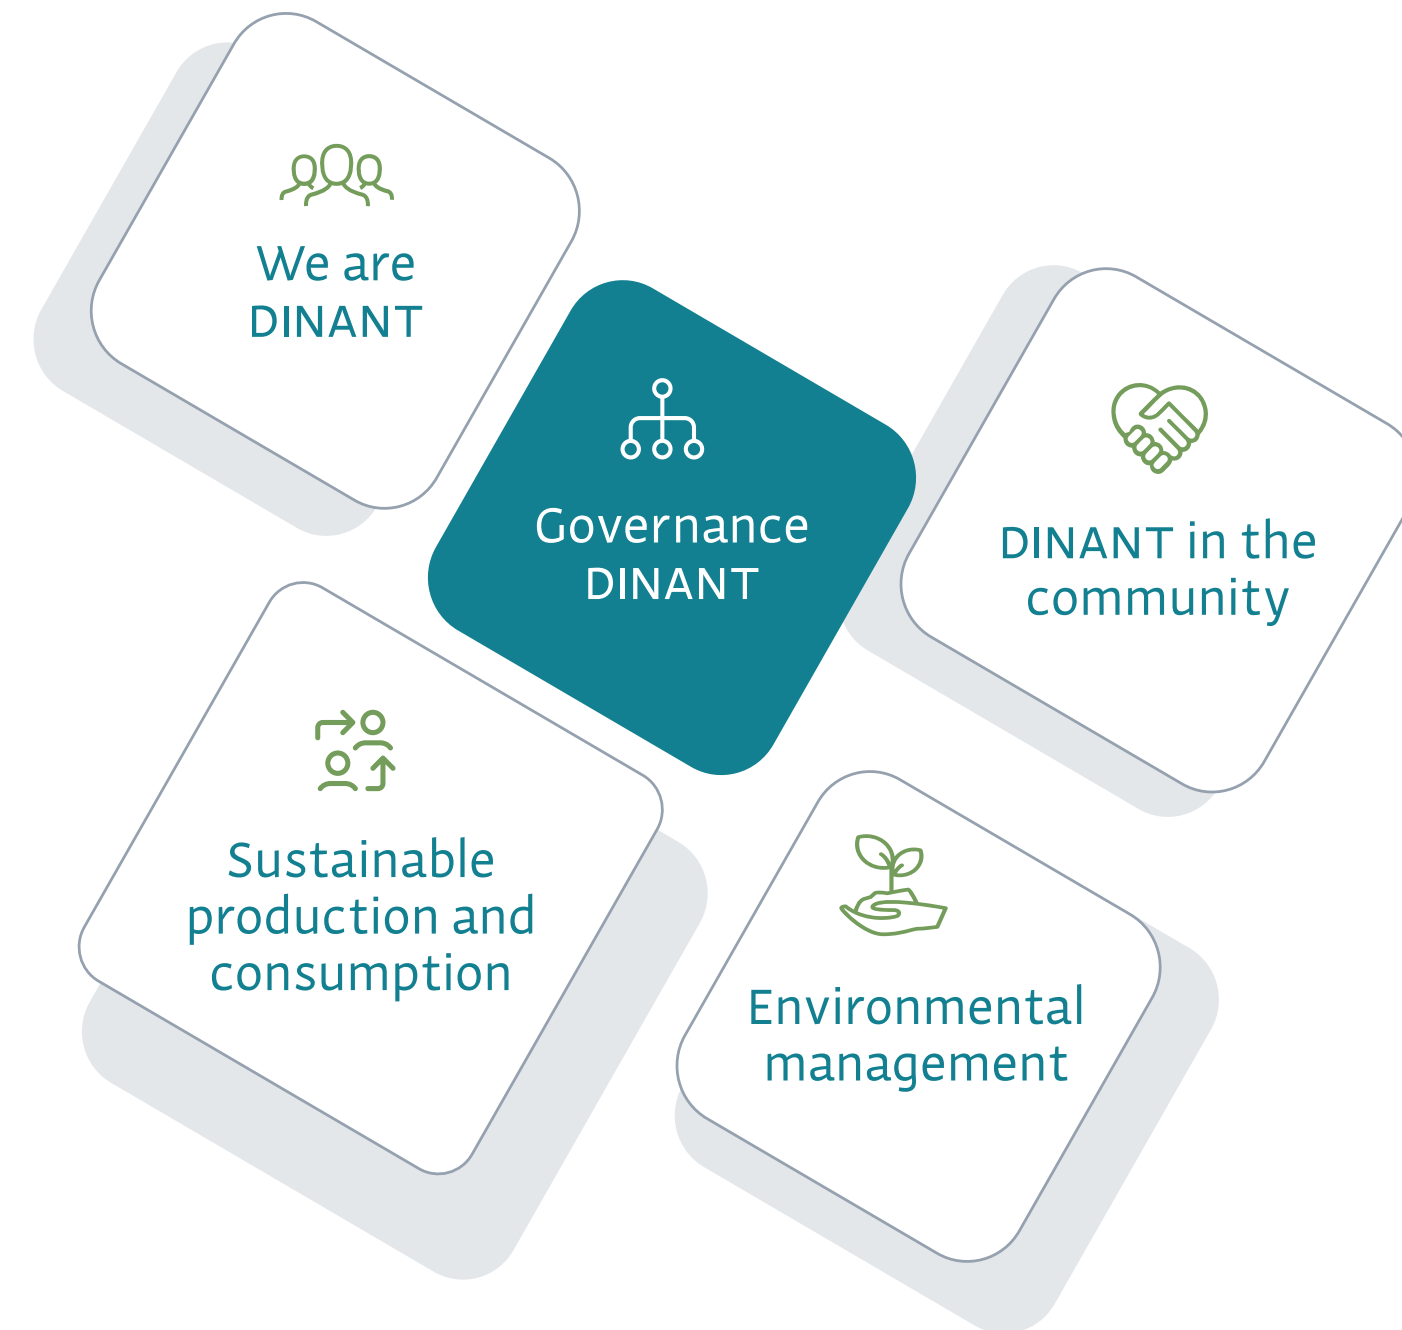 We are
DINANT
Governance
DINANT
DINANT in the
community
Sustainable
production and
consumption
Environmental
management